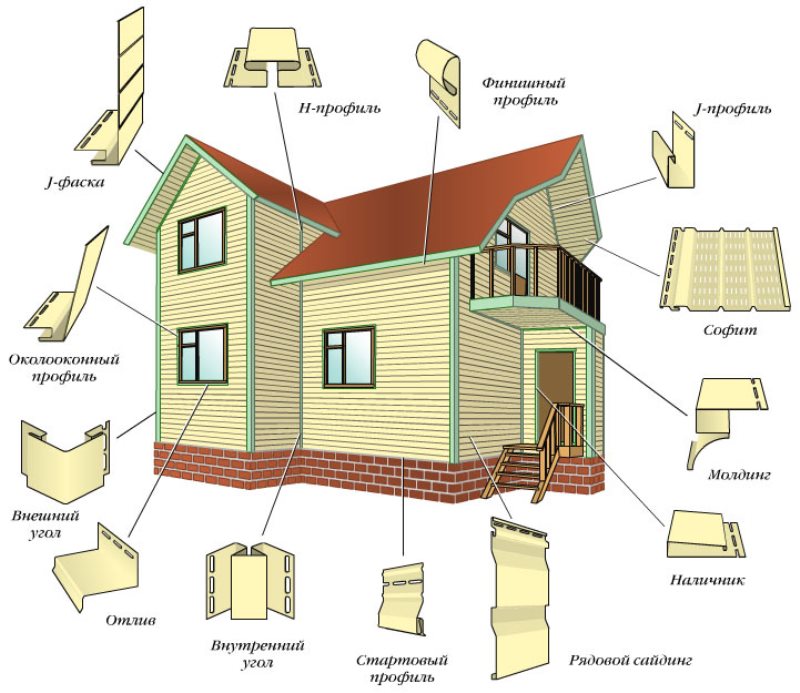 H-профиль
Финишный
профиль
J-профиль
J-фаска
Софит
Околооконный
профиль
Молдинг
Внешний
угол
Наличник
Отлив
Внутренний
угол
Стартовый
профиль
Рядовой сайдинг